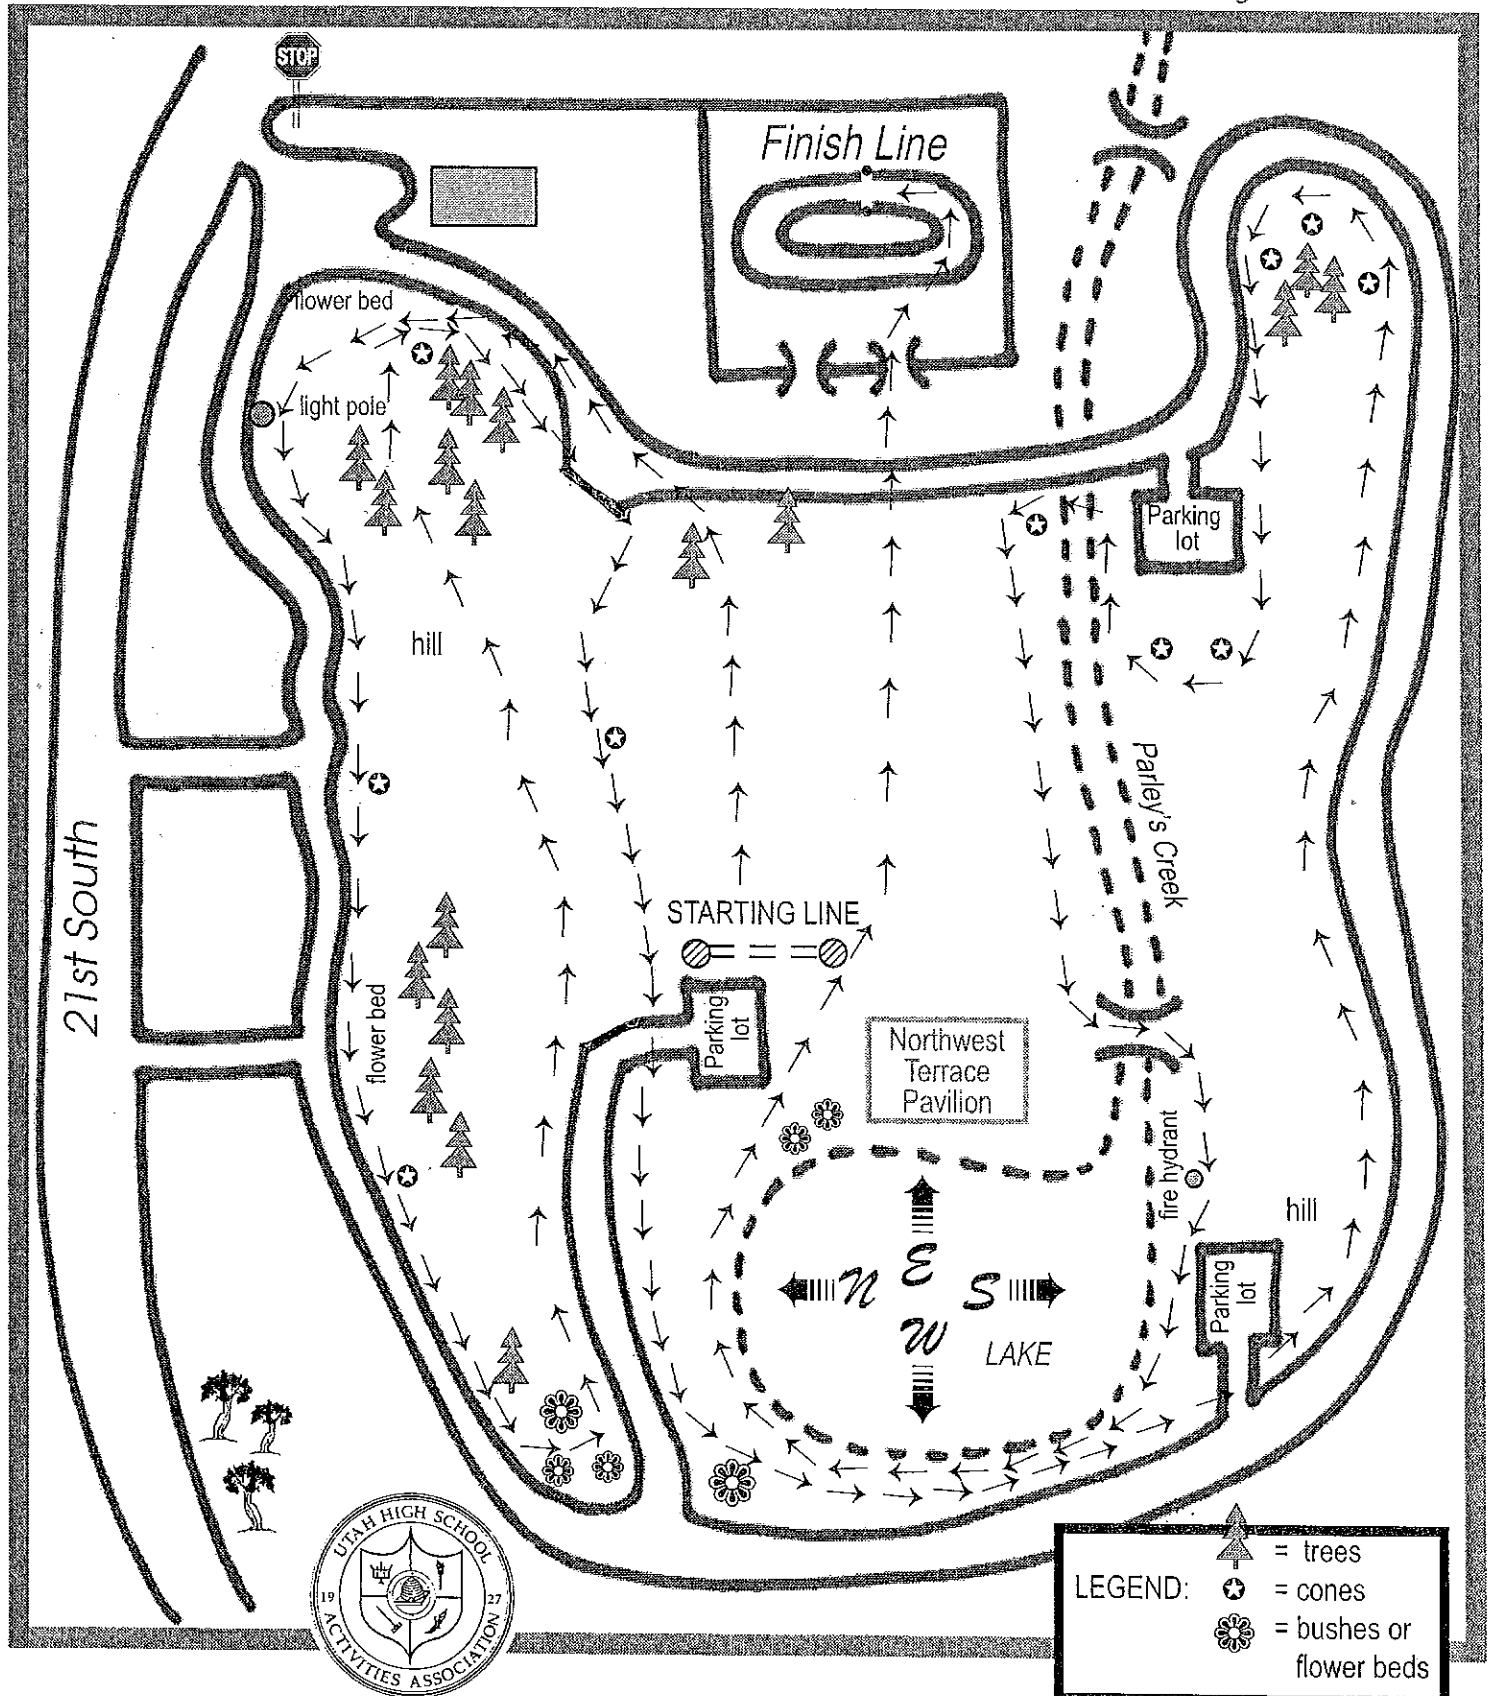 STOP
Finish Line
flower bed
light pole
Parking
lot
hill
Parley's Creek
21st South
STARTING LINE
Parking
lot
flower bed
Northwest
Terrace
Pavilion
fire hydrant
hill
E
N
S
W
LAKE
Parking
lot
UTAH HIGH SCHOOL
19
27
ACTIVITIES ASSOCIATION
= trees
LEGEND:
= cones
= bushes or
flower beds